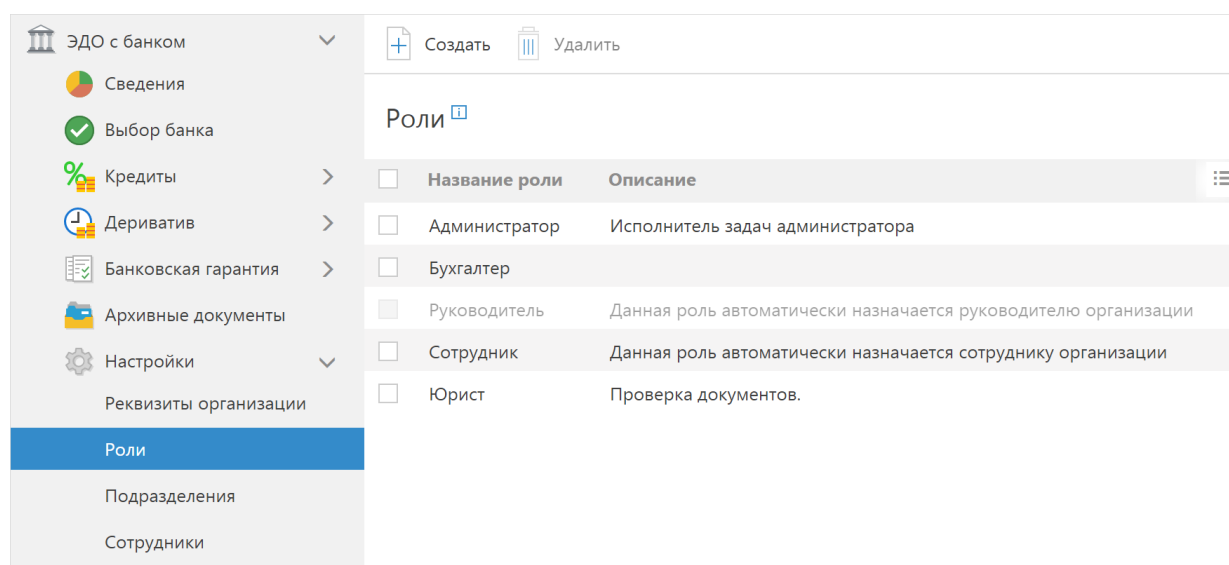 ЭДО с банком
Сведения
Выбор банка
Кредиты
Дериватив
Банковская гарантия
Архивные документы
Настройки
Реквизиты организации
Роли
Подразделения
Сотрудники
Создать Удалить
Роли
Название роли Описание
Администратор Исполнитель задач администратора
Бухгалтер
Руководитель Данная роль автоматически назначается руководителю организации
Сотрудник Данная роль автоматически назначается сотруднику организации
Юрист Проверка документов.